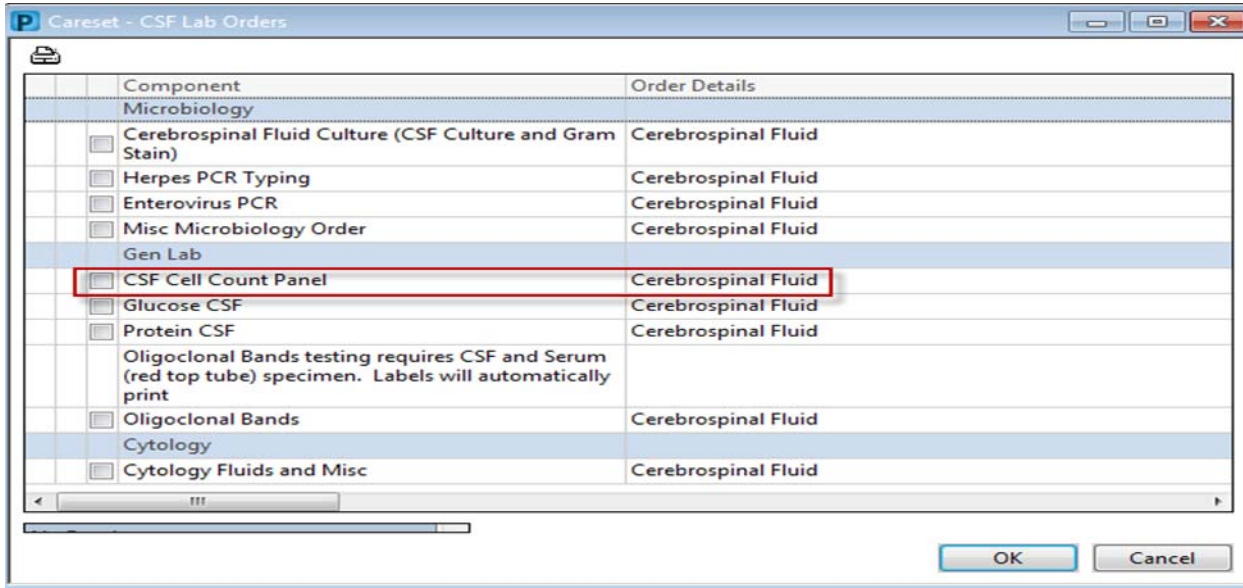 P Careset - CSF Lab Orders
Component Order Details
Microbiology
Cerebrospinal Fluid Culture (CSF Culture and Gram Cerebrospinal Fluid
Stain)
Herpes PCR Typing Cerebrospinal Fluid
Enterovirus PCR Cerebrospinal Fluid
Misc Microbiology Order Cerebrospinal Fluid
Gen Lab
CSF Cell Count Panel Cerebrospinal Fluid
Glucose CSF Cerebrospinal Fluid
Protein CSF Cerebrospinal Fluid
Oligoclonal Bands testing requires CSF and Serum
(red top tube) specimen. Labels will automatically
print
Oligoclonal Bands Cerebrospinal Fluid
Cytology
Cytology Fluids and Misc Cerebrospinal Fluid
OK Cancel